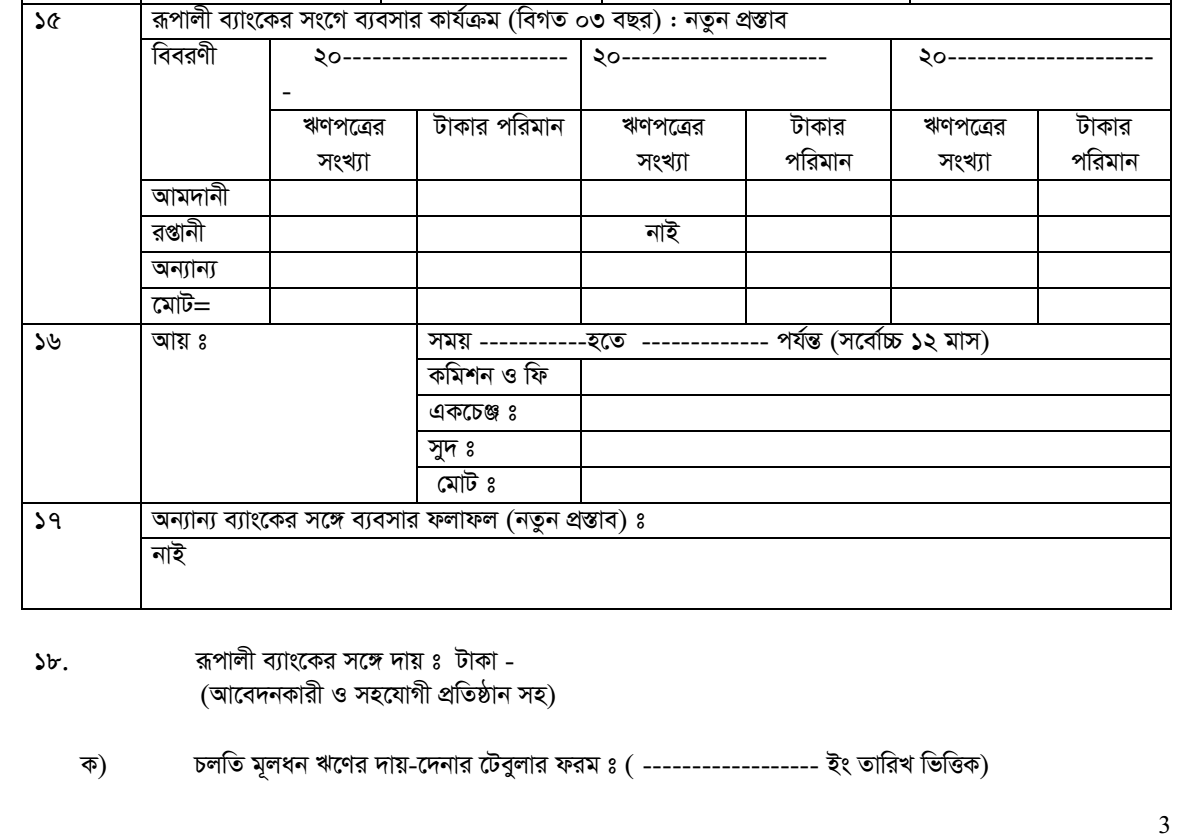 ১৫ রূপালী ব্যাংকের সংগে ব্যবসার কার্যক্রম (বিগত ০৩ বছর) : নতুন প্রস্তাব
বিবরণী ২০----------------------- ২০--------------------- ২০---------------------
-
ঋণপত্রের টাকার পরিমান ঋণপত্রের টাকার ঋণপত্রের টাকার
সংখ্যা সংখ্যা পরিমান সংখ্যা পরিমান
আমদানী
রপ্তানী নাই
অন্যান্য
মোট=
১৬ আয় ঃ সময় -----------হতে ------------- পর্যন্ত (সর্বোচ্চ ১২ মাস)
কমিশন ও ফি
একচেঞ্জ ঃ
সুদ ঃ
মোট ঃ
১৭ অন্যান্য ব্যাংকের সঙ্গে ব্যবসার ফলাফল (নতুন প্রস্তাব) ঃ
নাই
১৮. রূপালী ব্যাংকের সঙ্গে দায় ঃ টাকা -
(আবেদনকারী ও সহযোগী প্রতিষ্ঠান সহ)
ক) চলতি মূলধন ঋণের দায়-দেনার টেবুলার ফরম ঃ ( ------------------ ইং তারিখ ভিত্তিক)
3